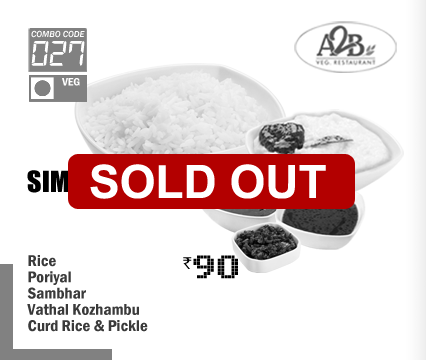 COMBO CODE
027
VEG
A2B
VEG. RESTAURANT
SIM
SOLD OUT
₹90
Rice
Poriyal
Sambhar
Vathal Kozhambu
Curd Rice & Pickle